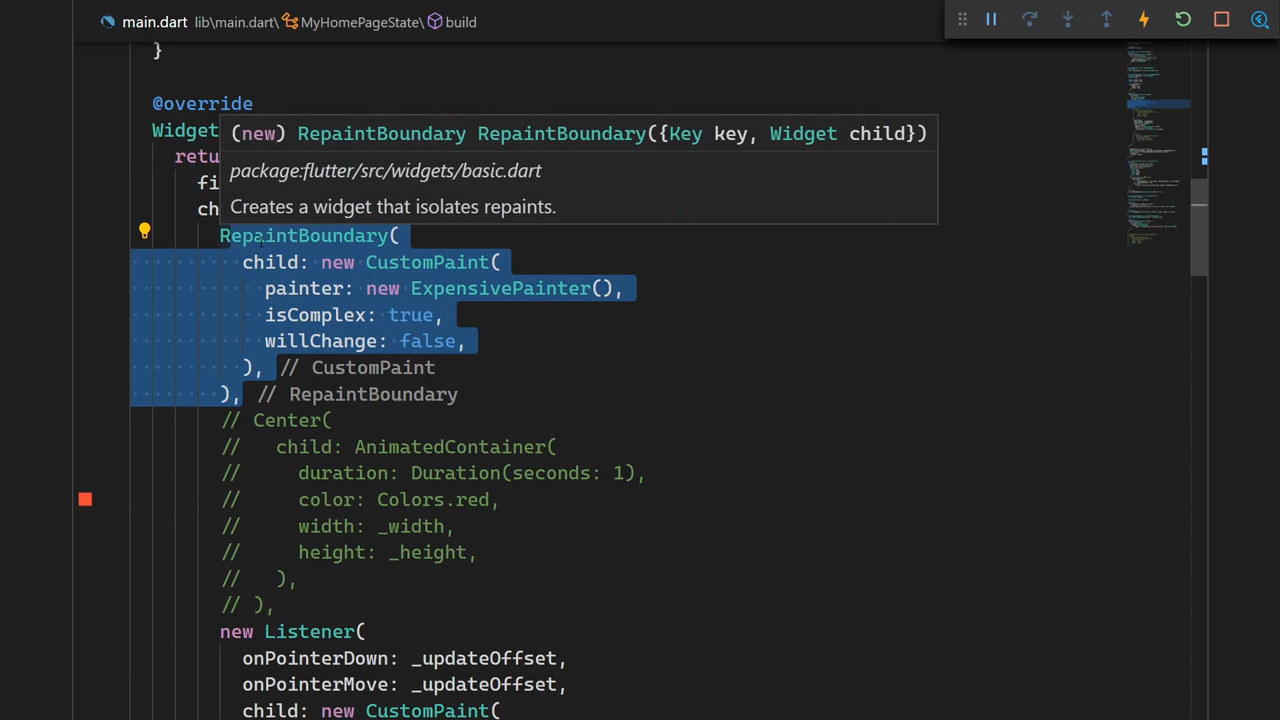 main.dart lib\main.dart\ MyHomePageState\ build
}
@override
Widget
(new) RepaintBoundary RepaintBoundary({Key key, Widget child})
retu
package:flutter/src/widgets/basic.dart
fi
Creates a widget that isolates repaints.
ch
RepaintBoundary(
child: new CustomPaint(
painter: new ExpensivePainter(),
isComplex: true,
willChange: false,
), // CustomPaint
), // RepaintBoundary
// Center(
//   child: AnimatedContainer(
//     duration: Duration(seconds: 1),
//     color: Colors.red,
//     width: _width,
//     height: _height,
//   ),
// ),
new Listener(
onPointerDown: _updateOffset,
onPointerMove: _updateOffset,
child: new CustomPaint(